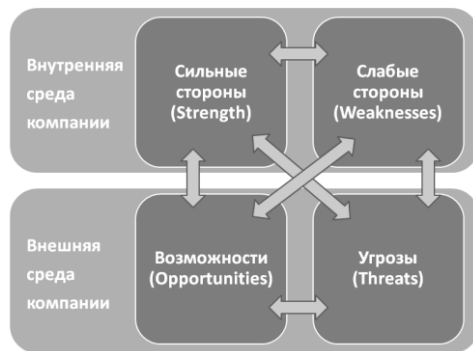 Внутренняя
среда
компании
Сильные
стороны
(Strength)
Слабые
стороны
(Weaknesses)
Внешняя
среда
компании
Возможности
(Opportunities)
Угрозы
(Threats)